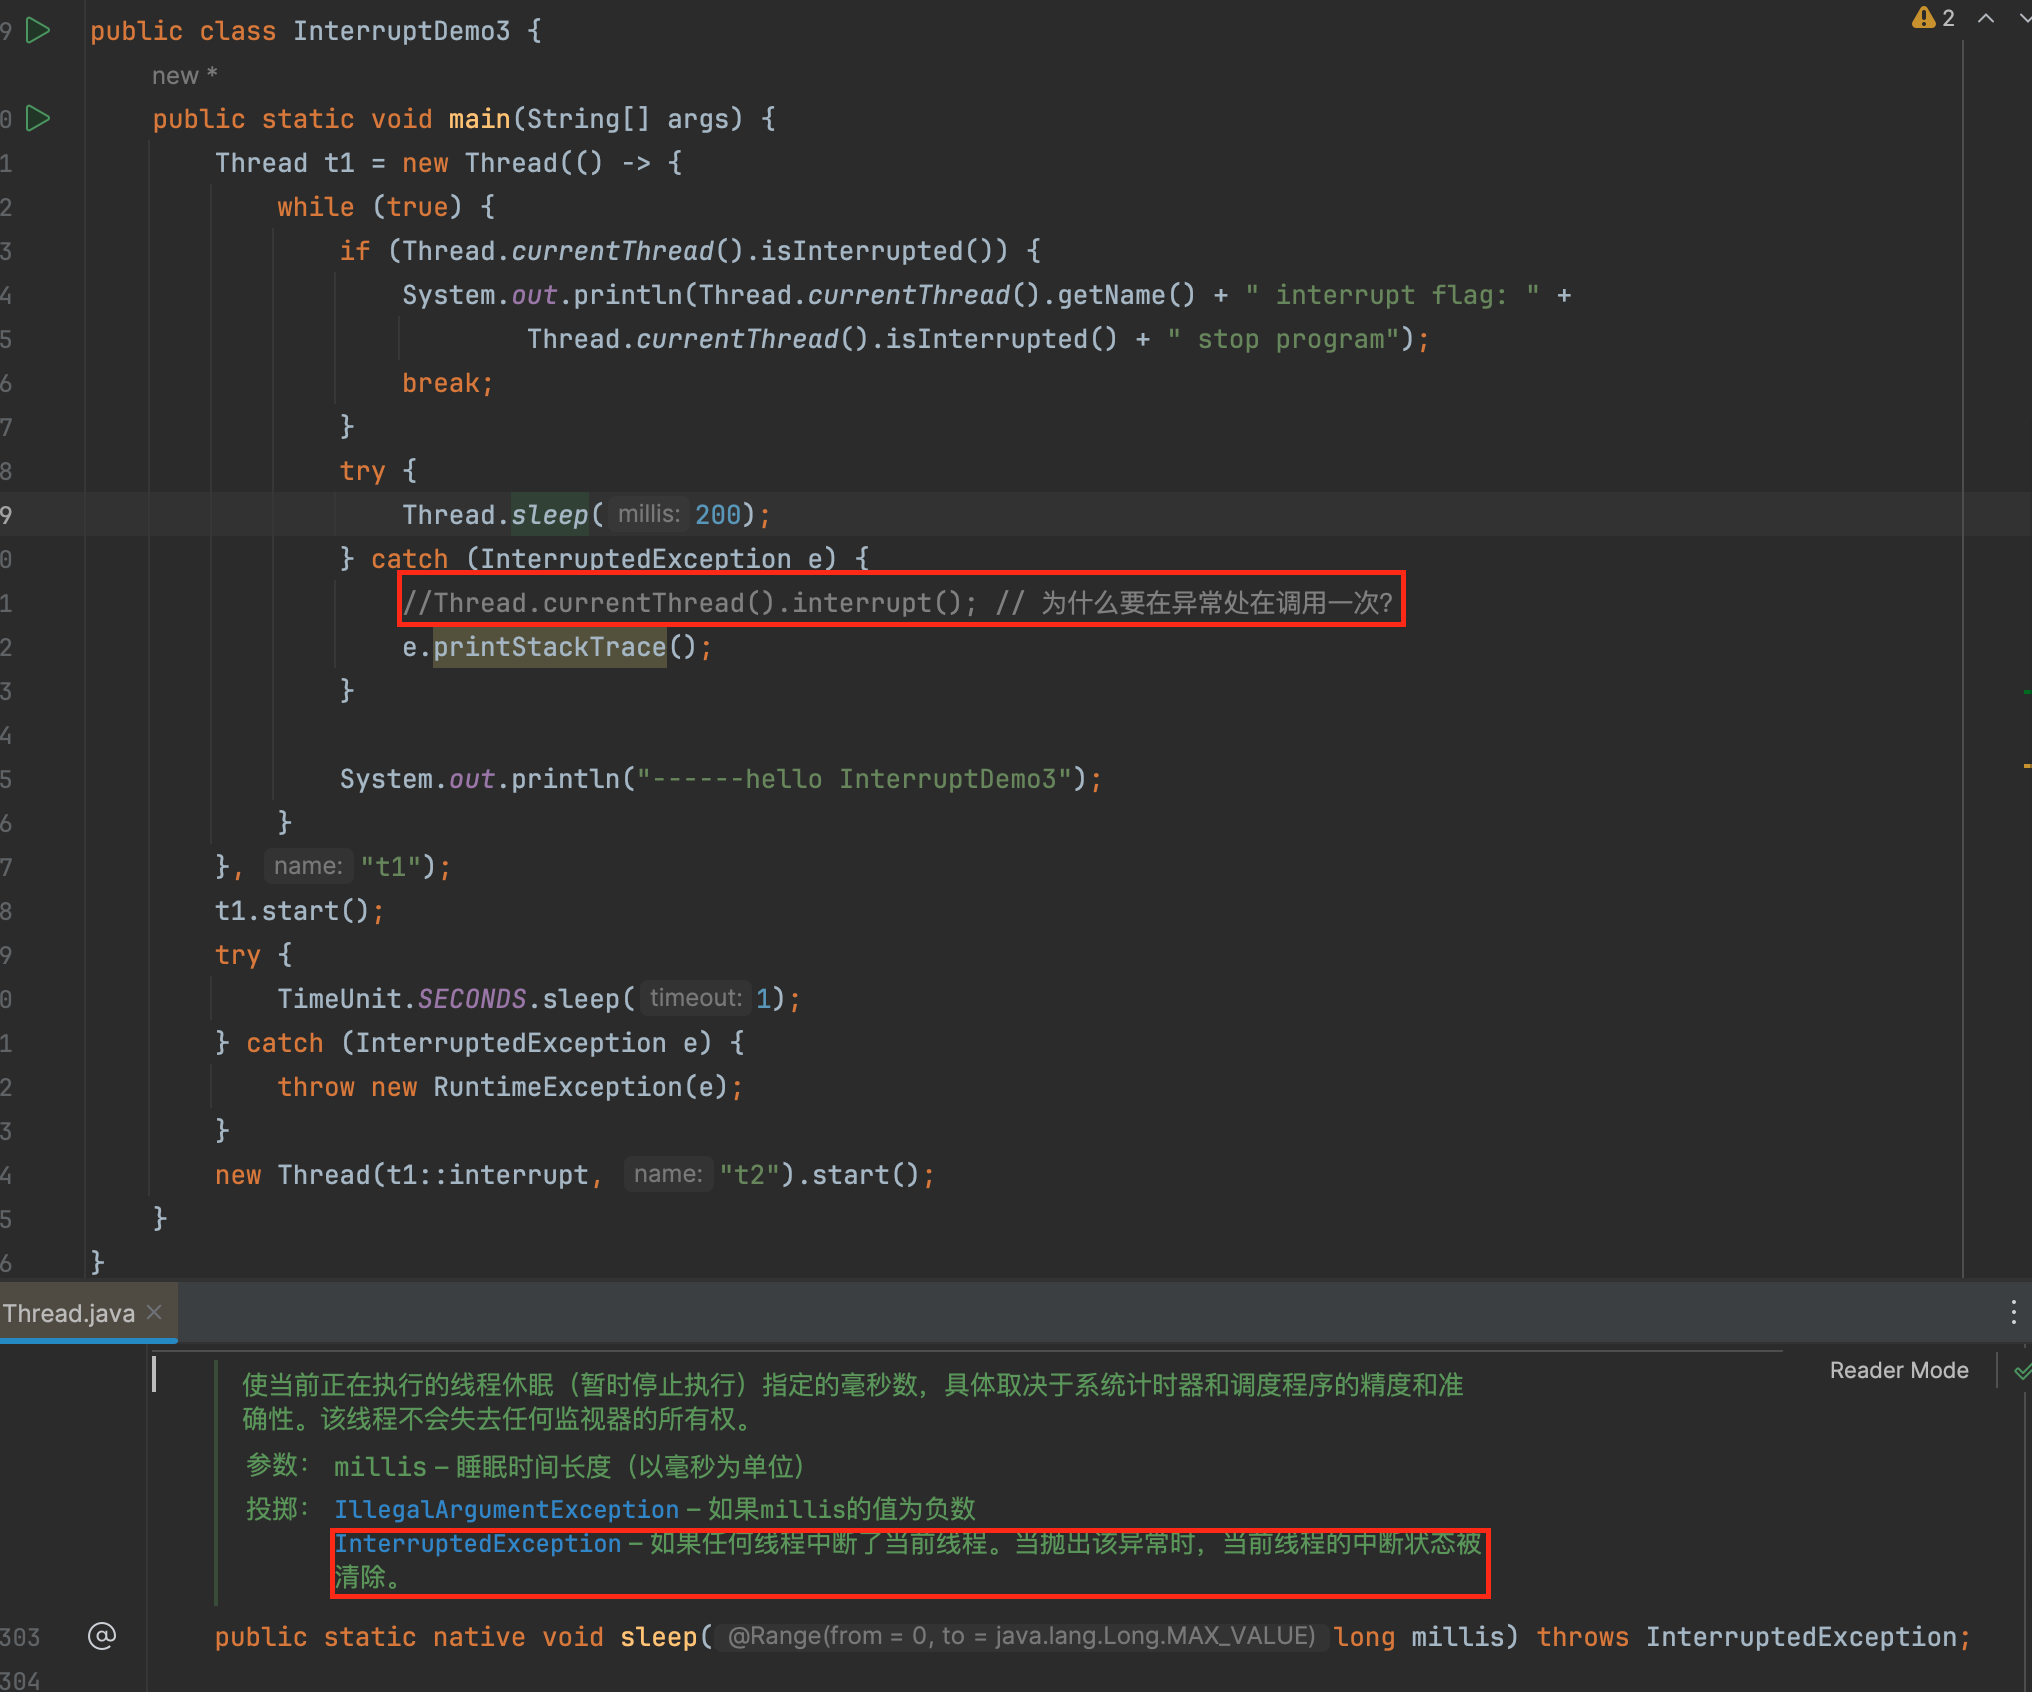 9 public class InterruptDemo3 {
new *
0 public static void main(String[] args) {
1 Thread t1 = new Thread(() -> {
2 while (true) {
3 if (Thread.currentThread().isInterrupted()) {
4 System.out.println(Thread.currentThread().getName() + " interrupt flag: " +
5 Thread.currentThread().isInterrupted() + " stop program");
6 break;
7 }
8 try {
9 Thread.sleep( millis: 200);
0 } catch (InterruptedException e) {
1 //Thread.currentThread().interrupt(); // 为什么要在异常处在调用一次?
2 e.printStackTrace();
3 }
4
5 System.out.println("------hello InterruptDemo3");
6 }
7 }, name: "t1");
8 t1.start();
9 try {
0 TimeUnit.SECONDS.sleep( timeout: 1);
1 } catch (InterruptedException e) {
2 throw new RuntimeException(e);
3 }
4 new Thread(t1::interrupt, name: "t2").start();
5 }
6 }
2
Thread.java
Reader Mode
使当前正在执行的线程休眠（暂时停止执行）指定的毫秒数，具体取决于系统计时器和调度程序的精度和准
确性。该线程不会失去任何监视器的所有权。
参数： millis – 睡眠时间长度（以毫秒为单位）
投掷： IllegalArgumentException – 如果millis的值为负数
InterruptedException – 如果任何线程中断了当前线程。当抛出该异常时，当前线程的中断状态被
清除。
303 @ public static native void sleep( @Range(from = 0, to = java.lang.Long.MAX_VALUE) long millis) throws InterruptedException;
304